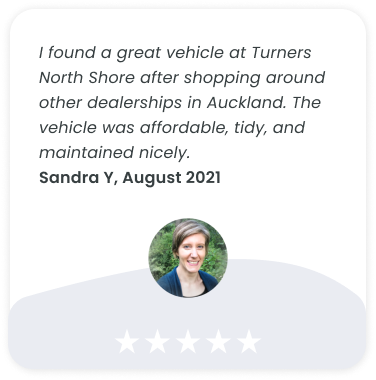 I found a great vehicle at Turners
North Shore after shopping around
other dealerships in Auckland. The
vehicle was affordable, tidy, and
maintained nicely.
Sandra Y, August 2021